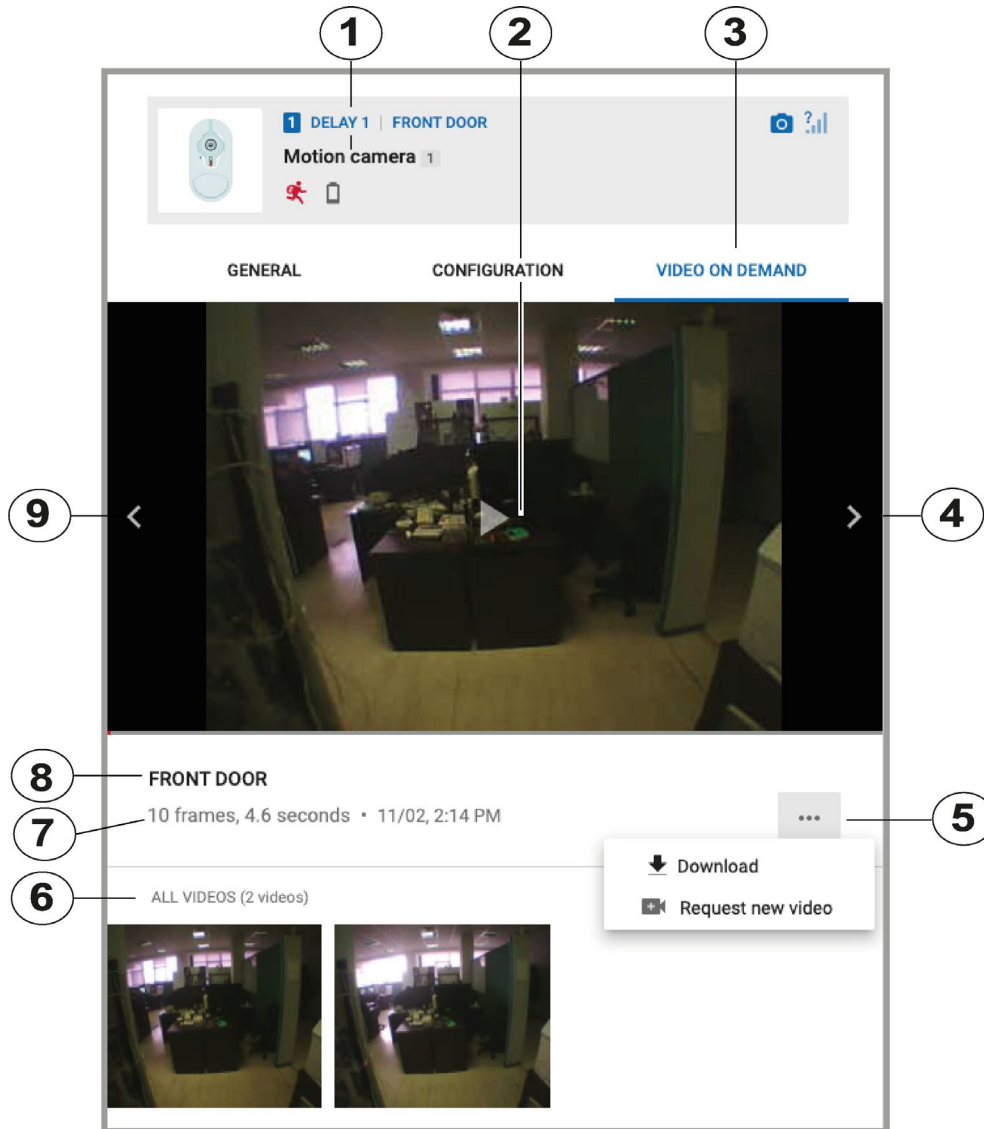 1 2 3
1 DELAY 1 | FRONT DOOR ?
Motion camera 1
GENERAL CONFIGURATION VIDEO ON DEMAND
9 4
8 FRONT DOOR
7 10 frames, 4.6 seconds • 11/02, 2:14 PM ... 5
Download
6 ALL VIDEOS (2 videos)
Request new video